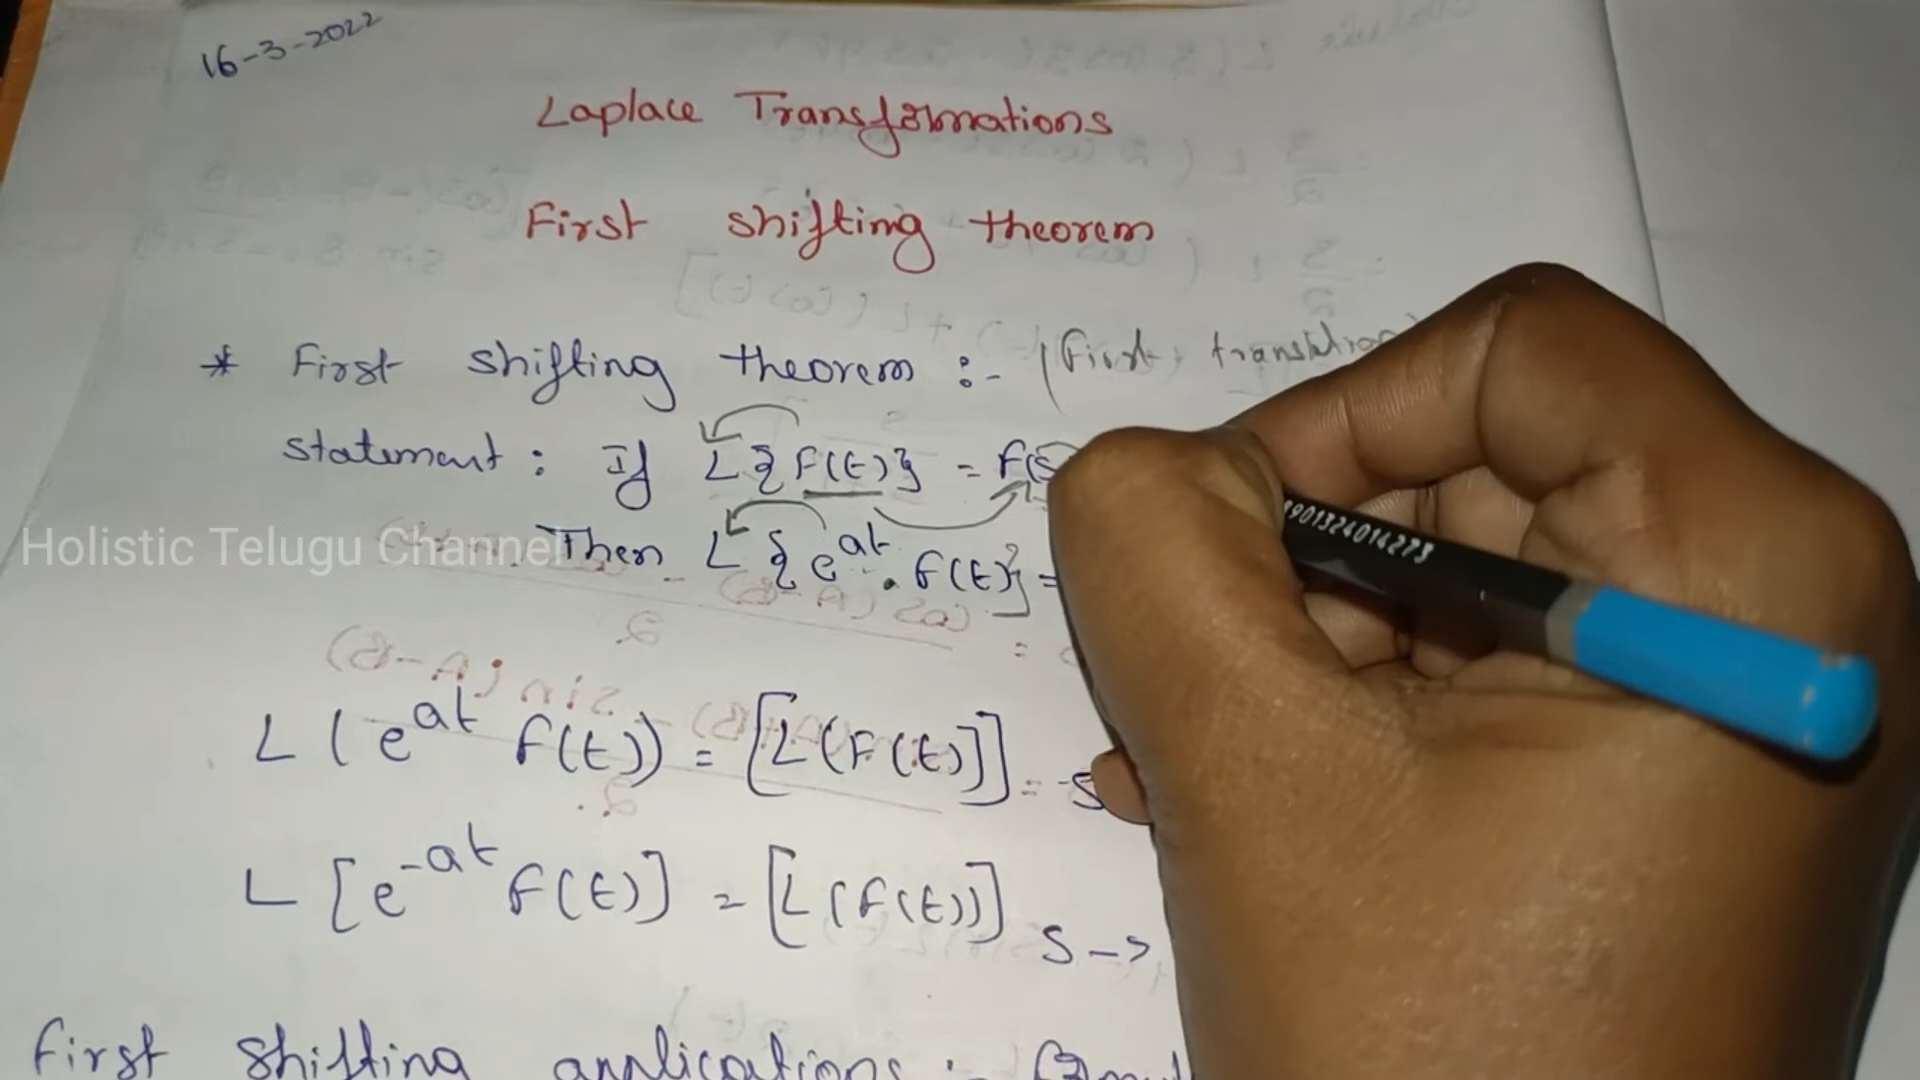 16-3-2022
Laplace Transformations
First shifting theorem
* First shifting theorem :- (First translation
statement : If L{F(t)} = f(s
Then L{e^at . F(t)} =
L(e^at F(t)) = [L(F(t)]] = s
L[e^-at F(t)] = [L(F(t))] s ->
First shifting applications :-
Holistic Telugu Channel
901324014273